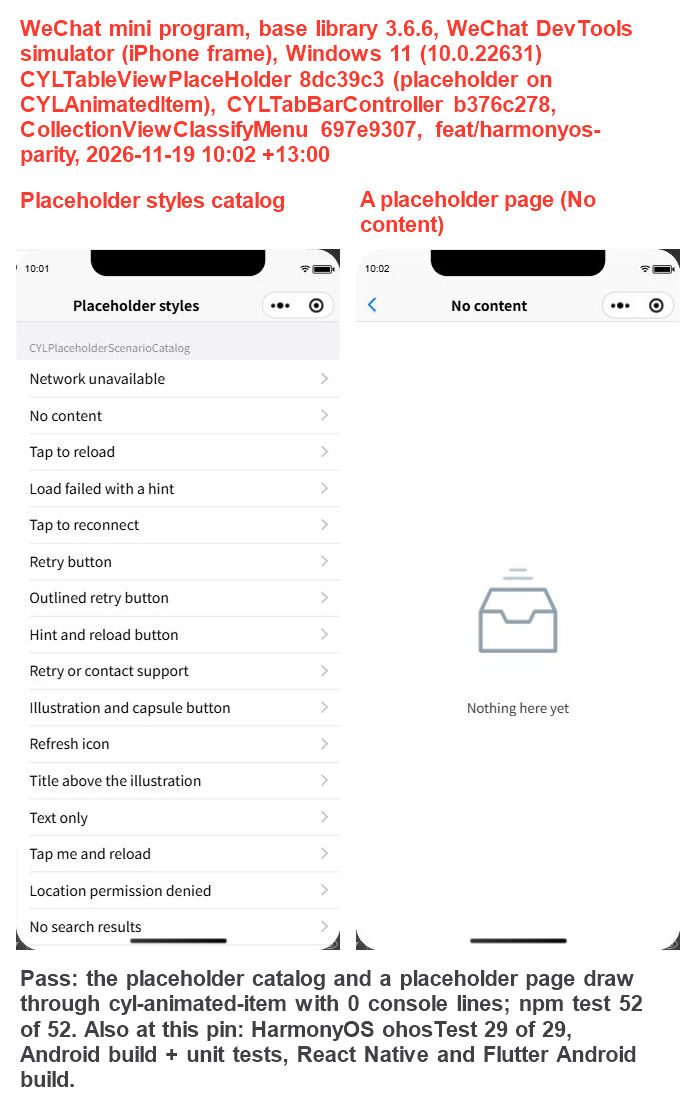 WeChat mini program, base library 3.6.6, WeChat DevTools
simulator (iPhone frame), Windows 11 (10.0.22631)
CYLTableViewPlaceHolder 8dc39c3 (placeholder on
CYLAnimatedItem), CYLTabBarController b376c278,
CollectionViewClassifyMenu 697e9307, feat/harmonyos-
parity, 2026-11-19 10:02 +13:00
Placeholder styles catalog
10:01
Placeholder styles
CYLPlaceholderScenarioCatalog
Network unavailable
No content
Tap to reload
Load failed with a hint
Tap to reconnect
Retry button
Outlined retry button
Hint and reload button
Retry or contact support
Illustration and capsule button
Refresh icon
Title above the illustration
Text only
Tap me and reload
Location permission denied
No search results
A placeholder page (No
content)
10:02
No content
Nothing here yet
Pass: the placeholder catalog and a placeholder page draw
through cyl-animated-item with 0 console lines; npm test 52
of 52. Also at this pin: HarmonyOS ohosTest 29 of 29,
Android build + unit tests, React Native and Flutter Android
build.